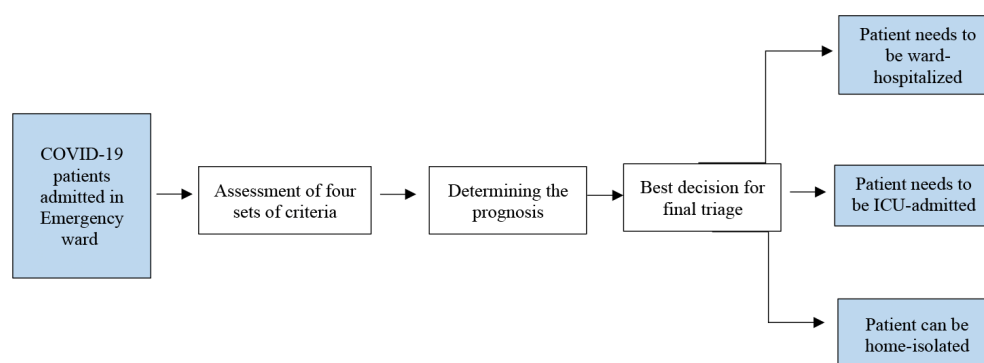 COVID-19
patients
admitted in
Emergency
ward
Assessment of four
sets of criteria
Determining the
prognosis
Best decision for
final triage
Patient needs to
be ward-
hospitalized
Patient needs to
be ICU-admitted
Patient can be
home-isolated